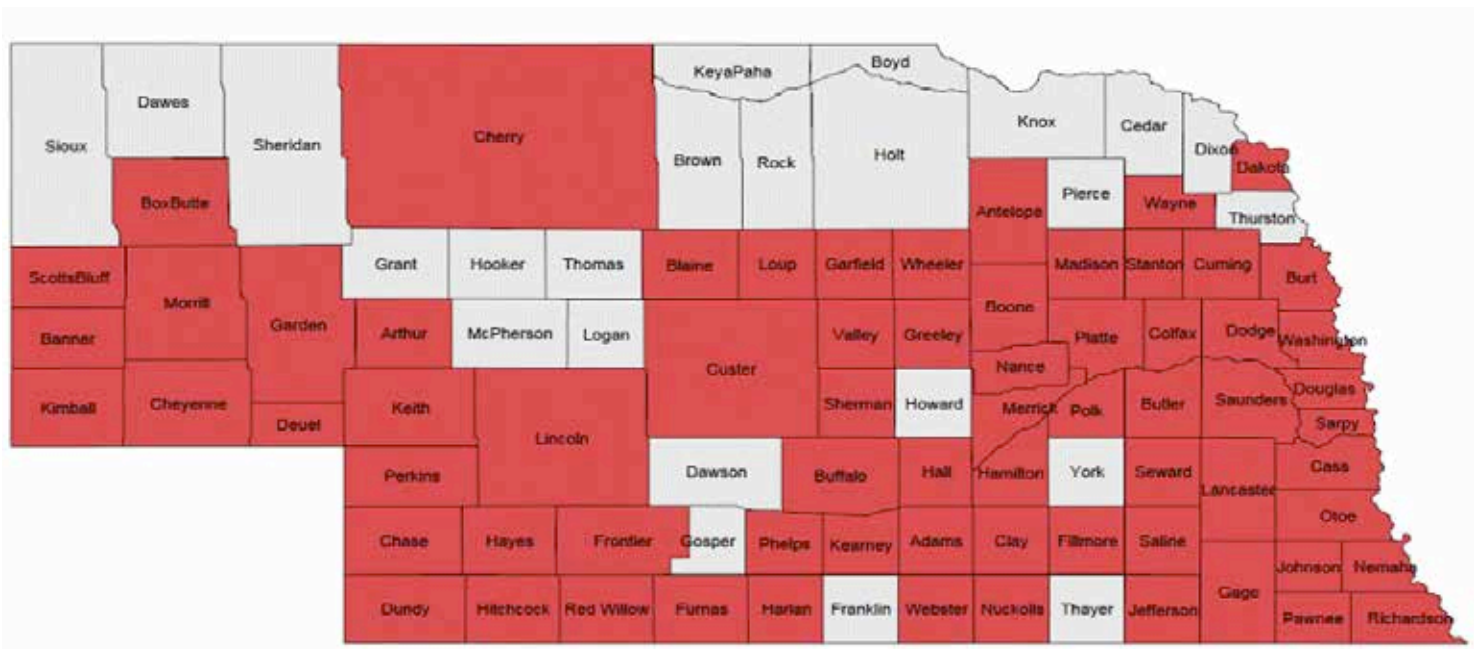 KeyaPaha
Boyd
Dawes
Sioux
Sheridan
Cherry
Brown
Rock
Holt
Knox
Cedar
Dixon
Dakota
BoxButte
Antelope
Pierce
Wayne
Thurston
Grant
Hooker
Thomas
Blaine
Loup
Garfield
Wheeler
Madison
Stanton
Cuming
Burt
ScottsBluff
Morrill
Garden
Banner
Arthur
McPherson
Logan
Custer
Valley
Greeley
Boone
Platte
Colfax
Dodge
Washington
Nance
Kimball
Cheyenne
Deuel
Keith
Lincoln
Sherman
Howard
Merrick
Polk
Butler
Saunders
Douglas
Sarpy
Perkins
Dawson
Buffalo
Hall
Hamilton
York
Seward
Lancaster
Cass
Otoe
Chase
Hayes
Frontier
Gosper
Phelps
Kearney
Adams
Clay
Fillmore
Saline
Johnson
Nemaha
Gage
Dundy
Hitchcock
Red Willow
Furnas
Harlan
Franklin
Webster
Nuckolls
Thayer
Jefferson
Pawnee
Richardson